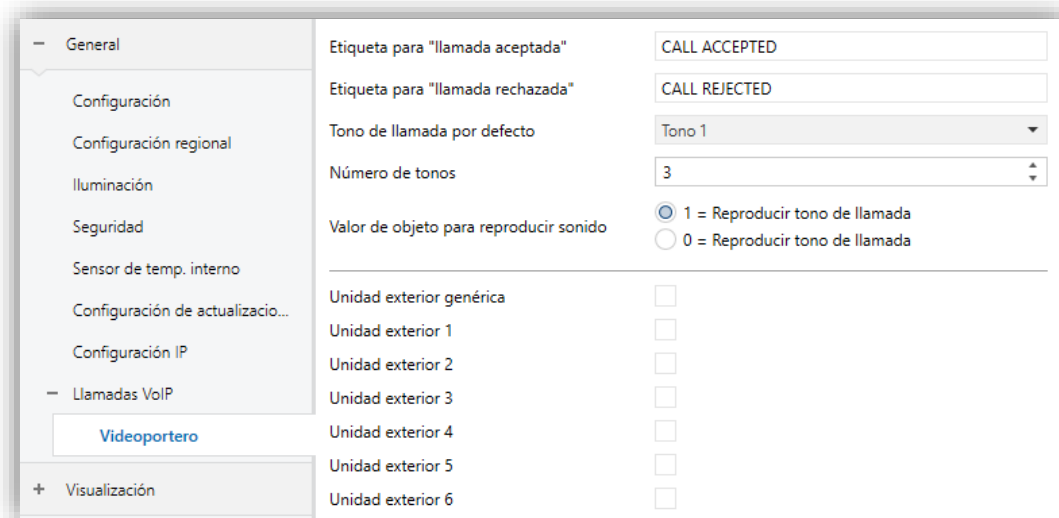 − General
Configuración
Configuración regional
Iluminación
Seguridad
Sensor de temp. interno
Configuración de actualizacio...
Configuración IP
− Llamadas VoIP
Videoportero
+ Visualización
Etiqueta para "llamada aceptada" CALL ACCEPTED
Etiqueta para "llamada rechazada" CALL REJECTED
Tono de llamada por defecto Tono 1
Número de tonos 3
Valor de objeto para reproducir sonido
1 = Reproducir tono de llamada
0 = Reproducir tono de llamada
Unidad exterior genérica
Unidad exterior 1
Unidad exterior 2
Unidad exterior 3
Unidad exterior 4
Unidad exterior 5
Unidad exterior 6